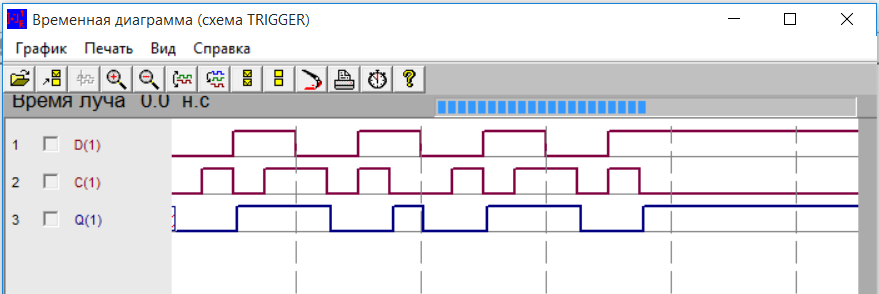 Временная диаграмма (схема TRIGGER)
График Печать Вид Справка
Время луча 0.0 н.с
1 D(1)
2 C(1)
3 Q(1)